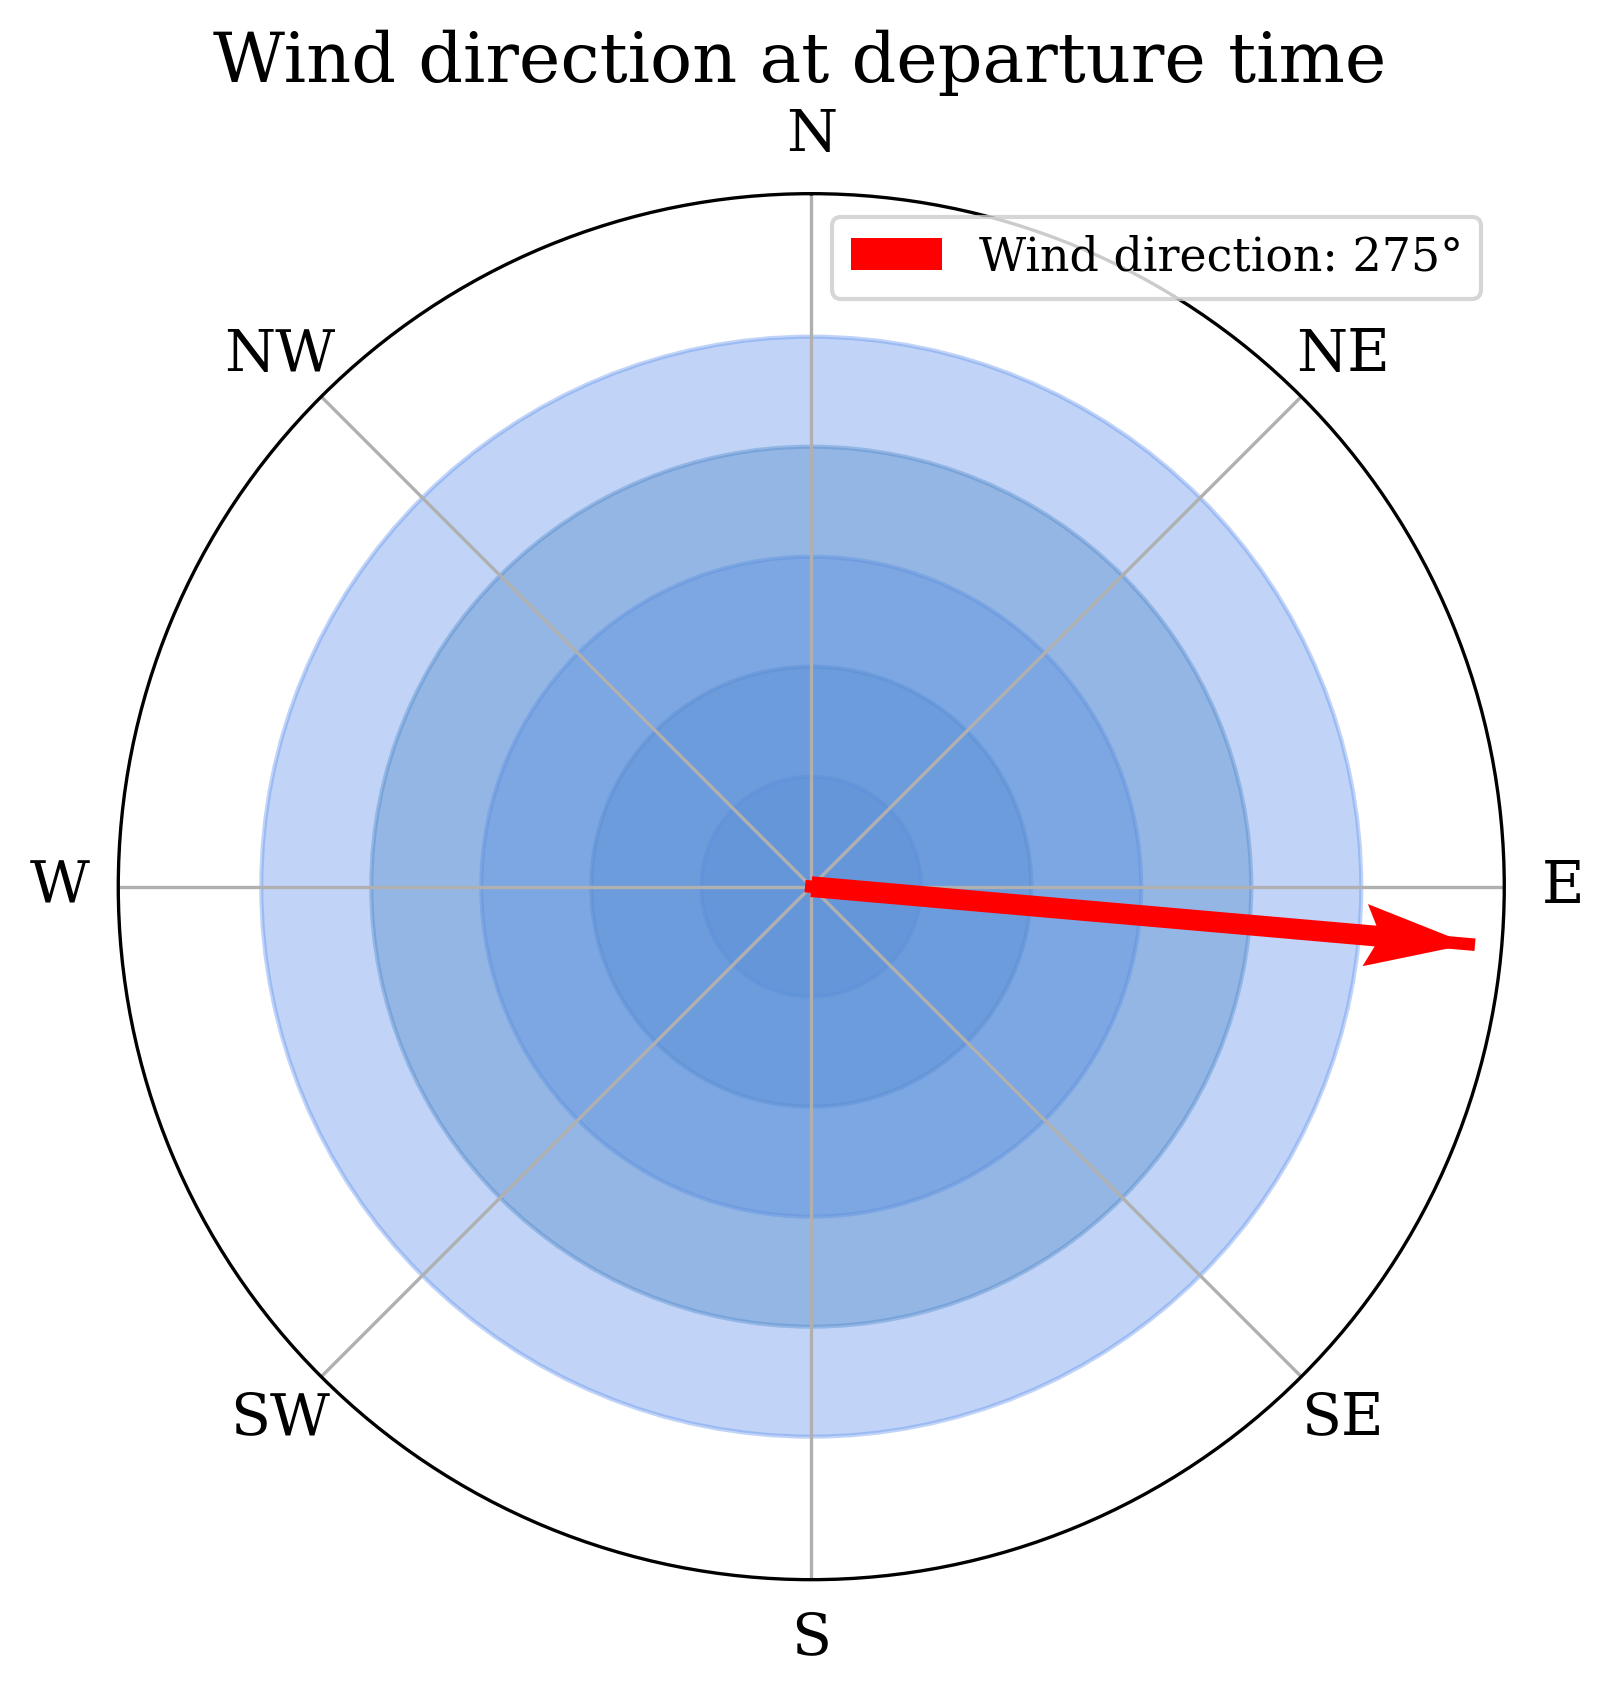 Wind direction at departure time
N
Wind direction: 275°
NW
NE
W
E
SW
SE
S